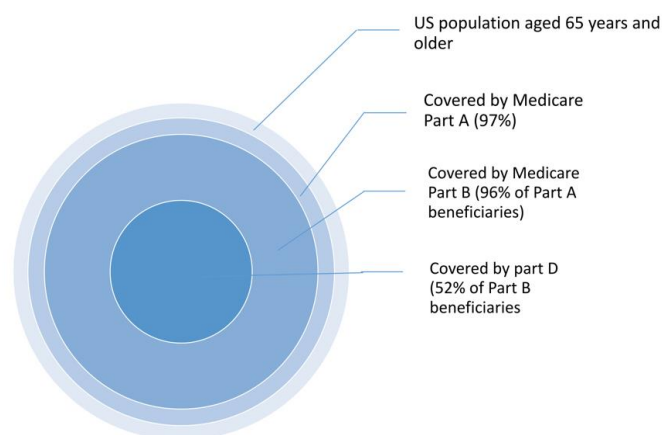 US population aged 65 years and
older
Covered by Medicare
Part A (97%)
Covered by Medicare
Part B (96% of Part A
beneficiaries)
Covered by part D
(52% of Part B
beneficiaries